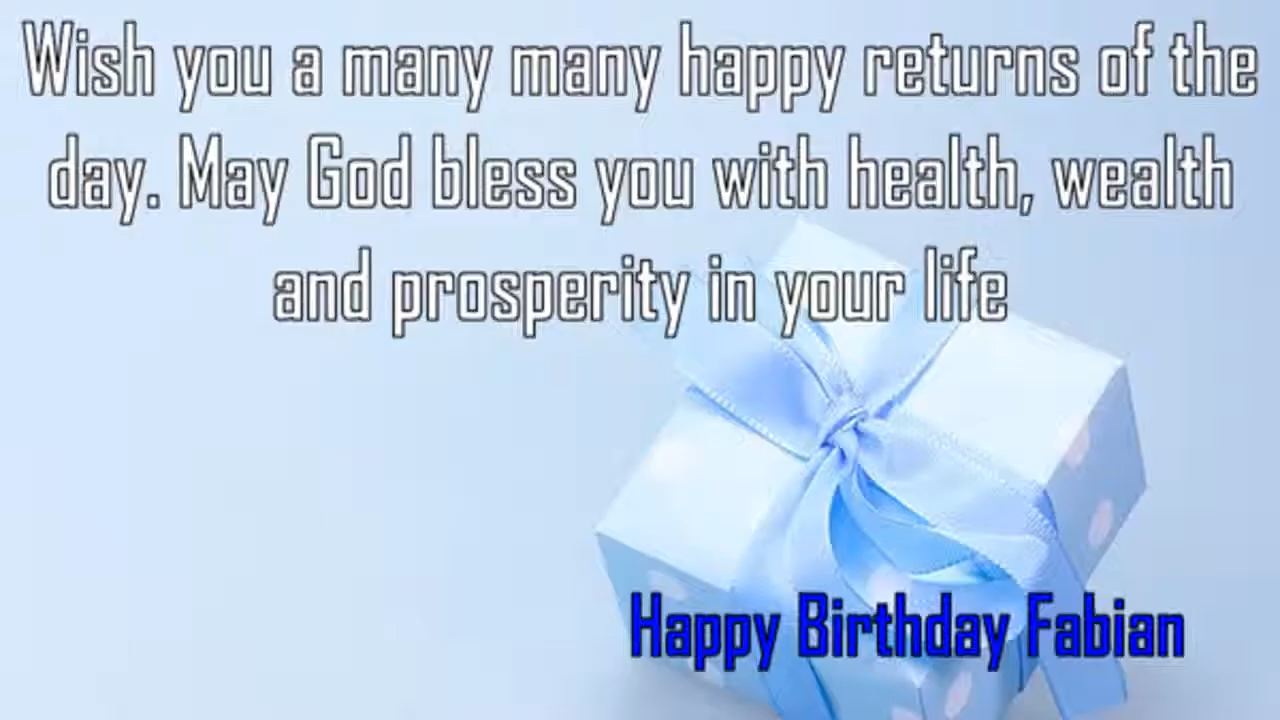 Wish you a many many happy returns of the
day. May God bless you with health, wealth
and prosperity in your life
Happy Birthday Fabian